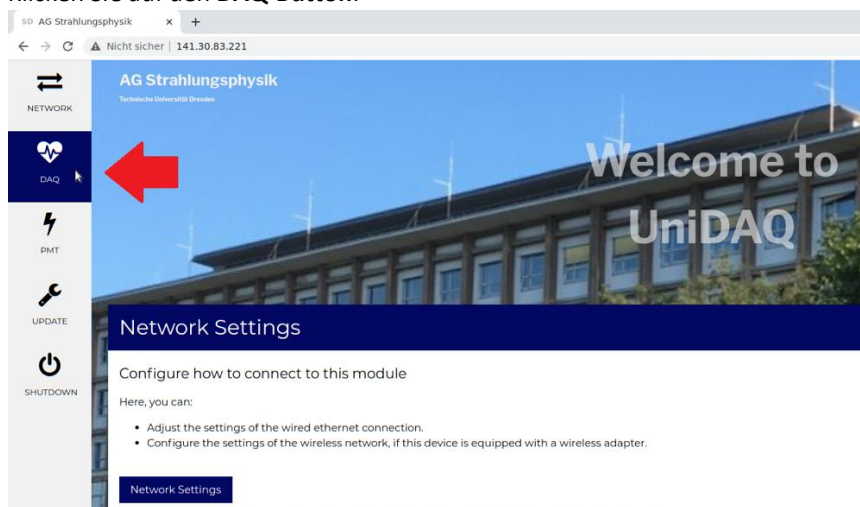 Klicken Sie auf den DAQ-Button.
SD AG Strahlungsphysik × +
Nicht sicher | 141.30.83.221
NETWORK
DAQ
PMT
UPDATE
SHUTDOWN
AG Strahlungsphysik
Technische Universität Dresden
Welcome to
UniDAQ
Network Settings
Configure how to connect to this module
Here, you can:
• Adjust the settings of the wired ethernet connection.
• Configure the settings of the wireless network, if this device is equipped with a wireless adapter.
Network Settings